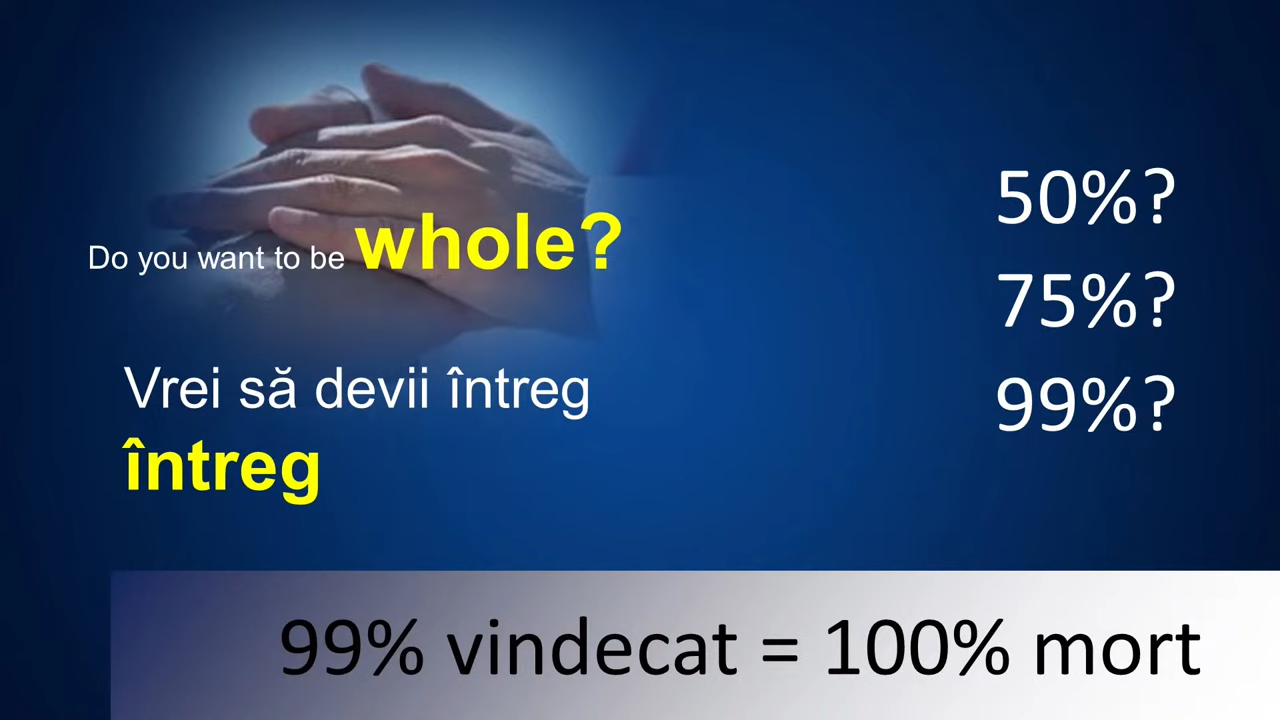 Do you want to be whole?
Vrei să devii întreg
întreg
50%?
75%?
99%?
99% vindecat = 100% mort